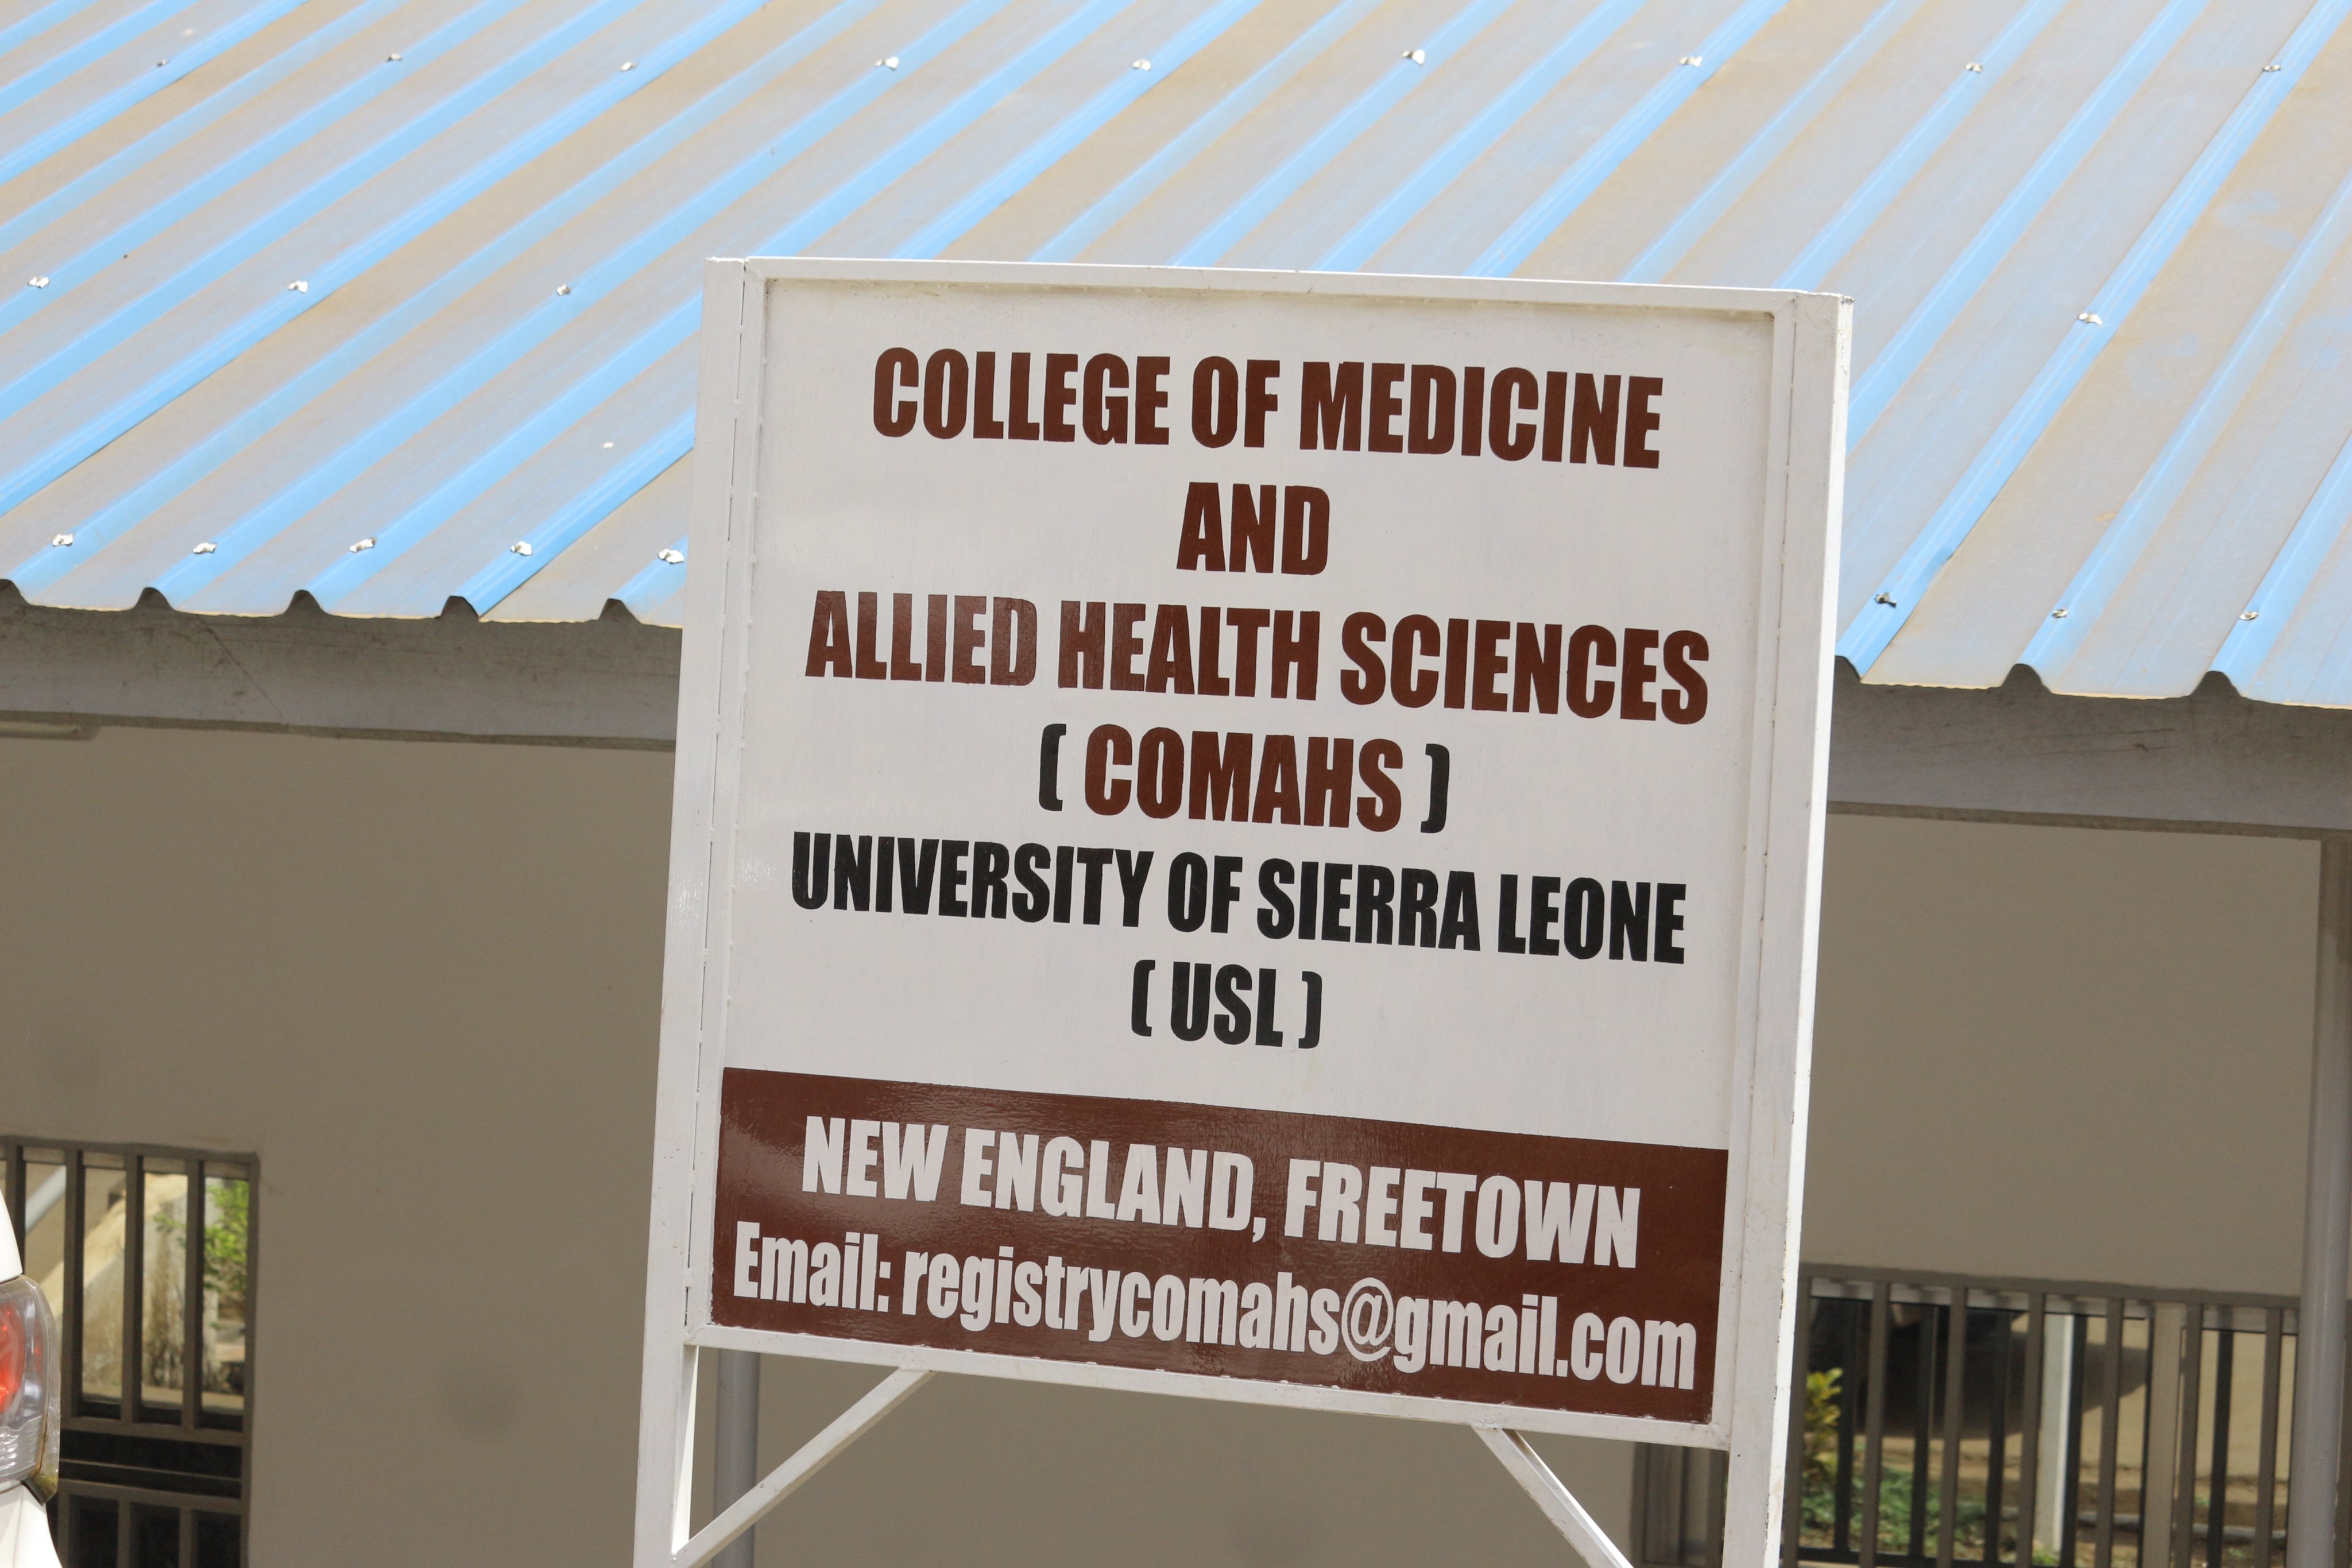 COLLEGE OF MEDICINE
AND
ALLIED HEALTH SCIENCES
( COMAHS )
UNIVERSITY OF SIERRA LEONE
( USL )
NEW ENGLAND, FREETOWN
Email: registrycomahs@gmail.com